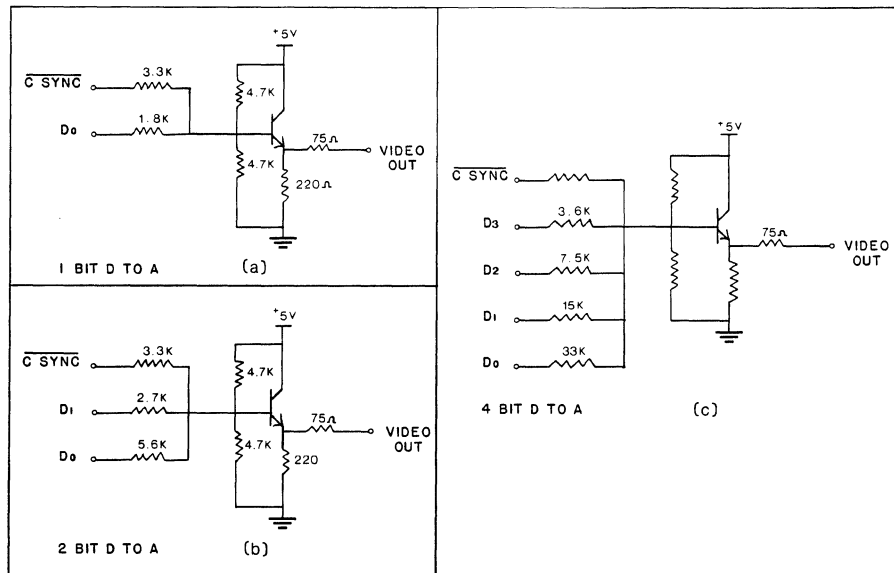 +5V
C SYNC
3.3K
4.7K
D0
1.8K
75Ω
VIDEO
OUT
4.7K
220Ω
1 BIT D TO A
(a)
+5V
C SYNC
3.3K
4.7K
D1
2.7K
75Ω
VIDEO
OUT
D0
5.6K
4.7K
220
2 BIT D TO A
(b)
+5V
C SYNC
D3
3.6K
75Ω
VIDEO
OUT
D2
7.5K
D1
15K
D0
33K
4 BIT D TO A
(c)